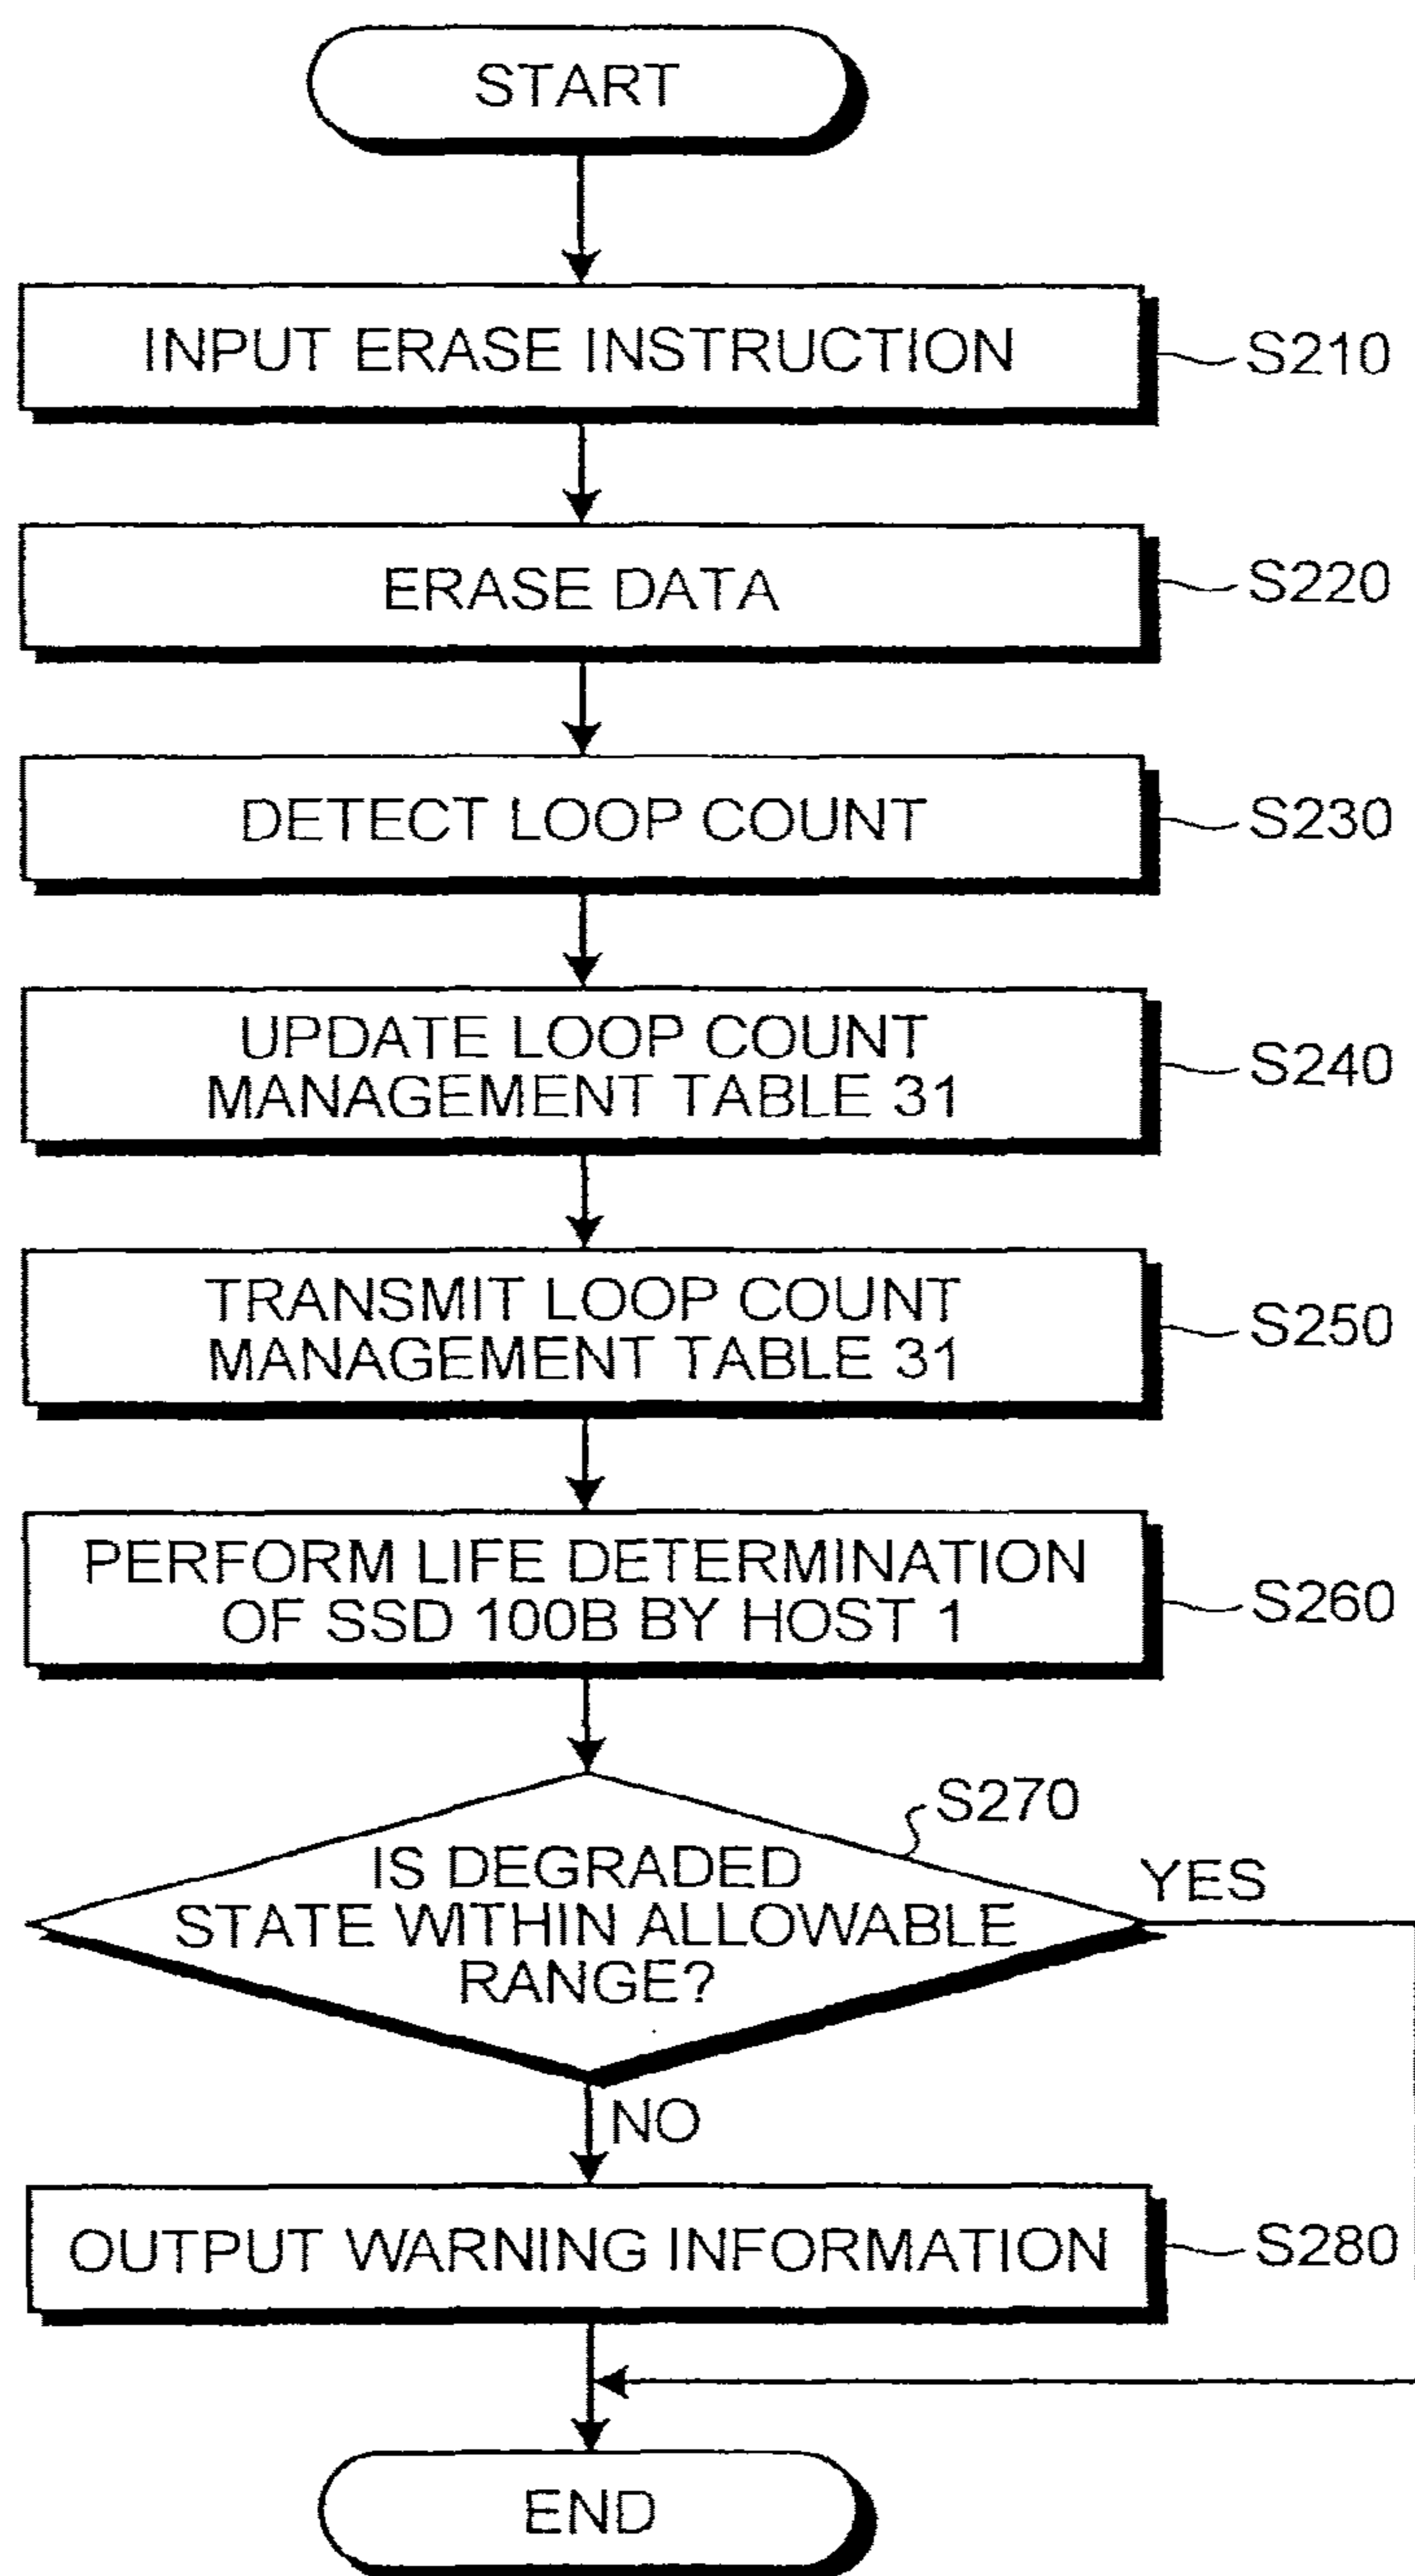 START
INPUT ERASE INSTRUCTION
S210
ERASE DATA
S220
DETECT LOOP COUNT
S230
UPDATE LOOP COUNT
MANAGEMENT TABLE 31
S240
TRANSMIT LOOP COUNT
MANAGEMENT TABLE 31
S250
PERFORM LIFE DETERMINATION
OF SSD 100B BY HOST 1
S260
S270
IS DEGRADED
STATE WITHIN ALLOWABLE
RANGE?
YES
NO
OUTPUT WARNING INFORMATION
S280
END